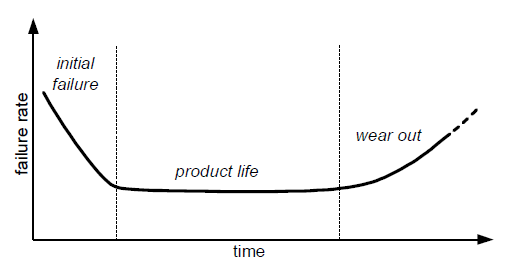 initial
failure
failure rate
wear out
product life
time